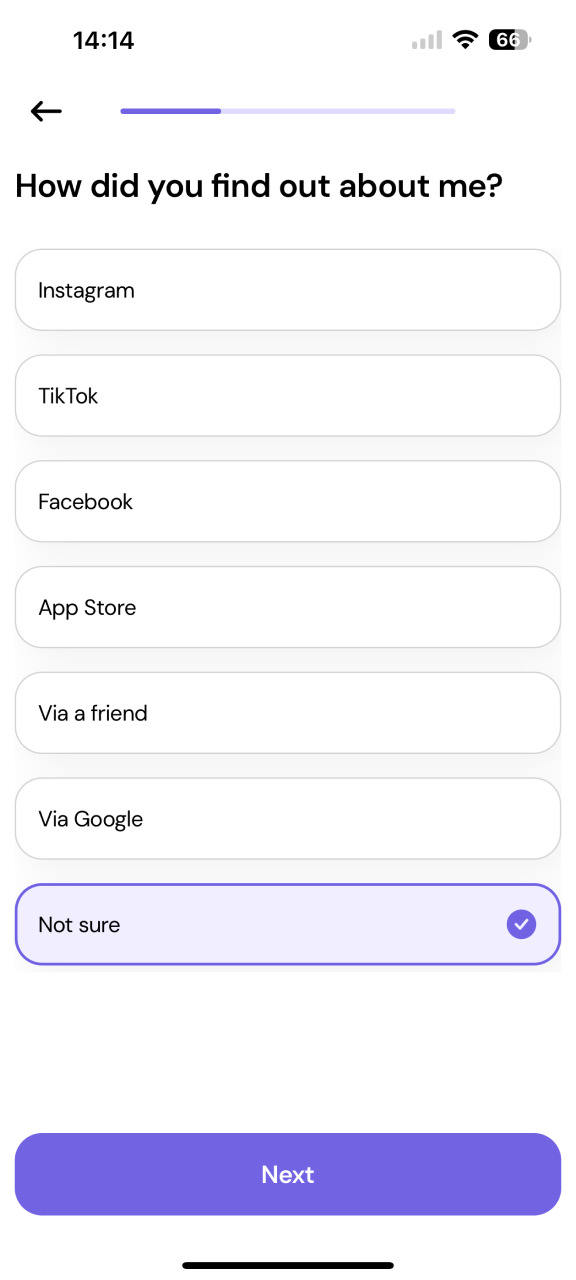 14:14
66
How did you find out about me?
Instagram
TikTok
Facebook
App Store
Via a friend
Via Google
Not sure
Next